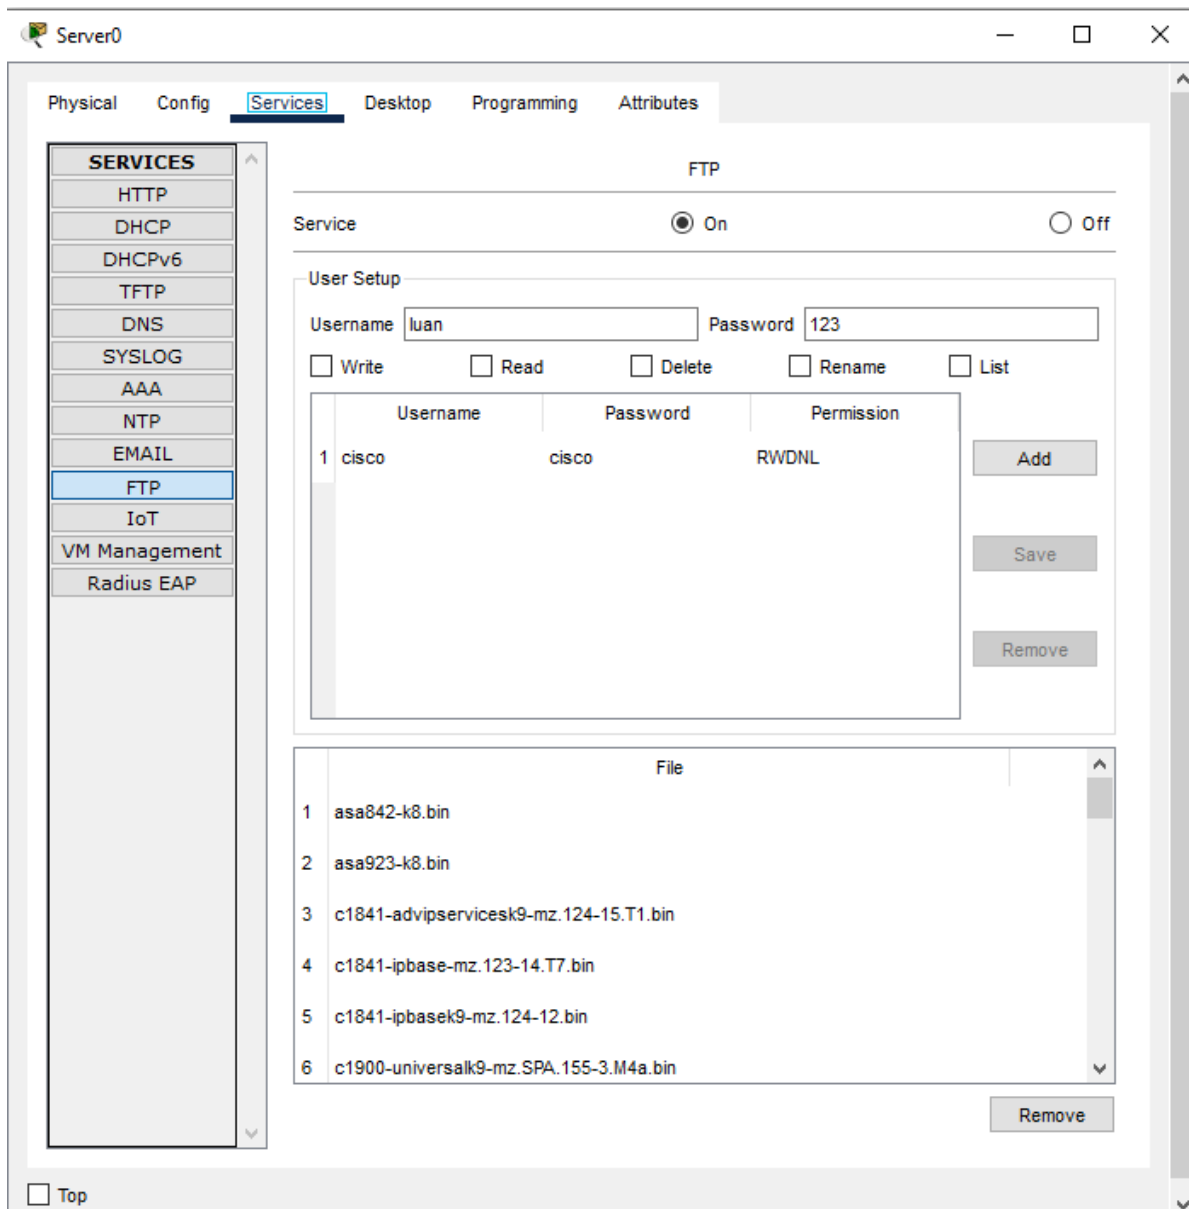 Server0
Physical Config Services Desktop Programming Attributes
SERVICES
HTTP
DHCP
DHCPv6
TFTP
DNS
SYSLOG
AAA
NTP
EMAIL
FTP
IoT
VM Management
Radius EAP
FTP
Service On Off
User Setup
Username luan Password 123
Write Read Delete Rename List
Username Password Permission
1 cisco cisco RWDNL
Add
Save
Remove
File
1 asa842-k8.bin
2 asa923-k8.bin
3 c1841-advipservicesk9-mz.124-15.T1.bin
4 c1841-ipbase-mz.123-14.T7.bin
5 c1841-ipbasek9-mz.124-12.bin
6 c1900-universalk9-mz.SPA.155-3.M4a.bin
Remove
Top